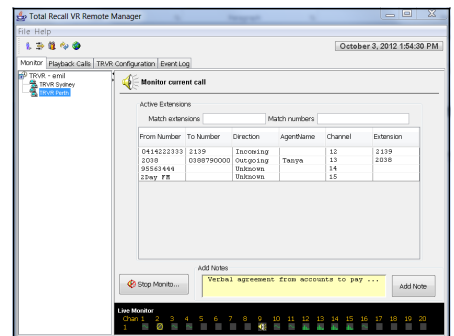 Total Recall VR Remote Manager
File Help
October 3, 2012 1:54:30 PM
Monitor Playback Calls TRVR Configuration Event Log
TRVR - emil
TRVR Sydney
TRVR Perth
Monitor current call
Active Extensions
Match extensions Match numbers
From Number To Number Direction AgentName Channel Extension
0414222333 2139 Incoming 12 2139
2038 0388790000 Outgoing Tanya 13 2038
95563444 Unknown 14
2Day FM Unknown 15
Add Notes
Stop Monito... Verbal agreement from accounts to pay ... Add Note
Live Monitor
Chan 1 2 3 4 5 6 7 8 9 10 11 12 13 14 15 16 17 18 19 20
1